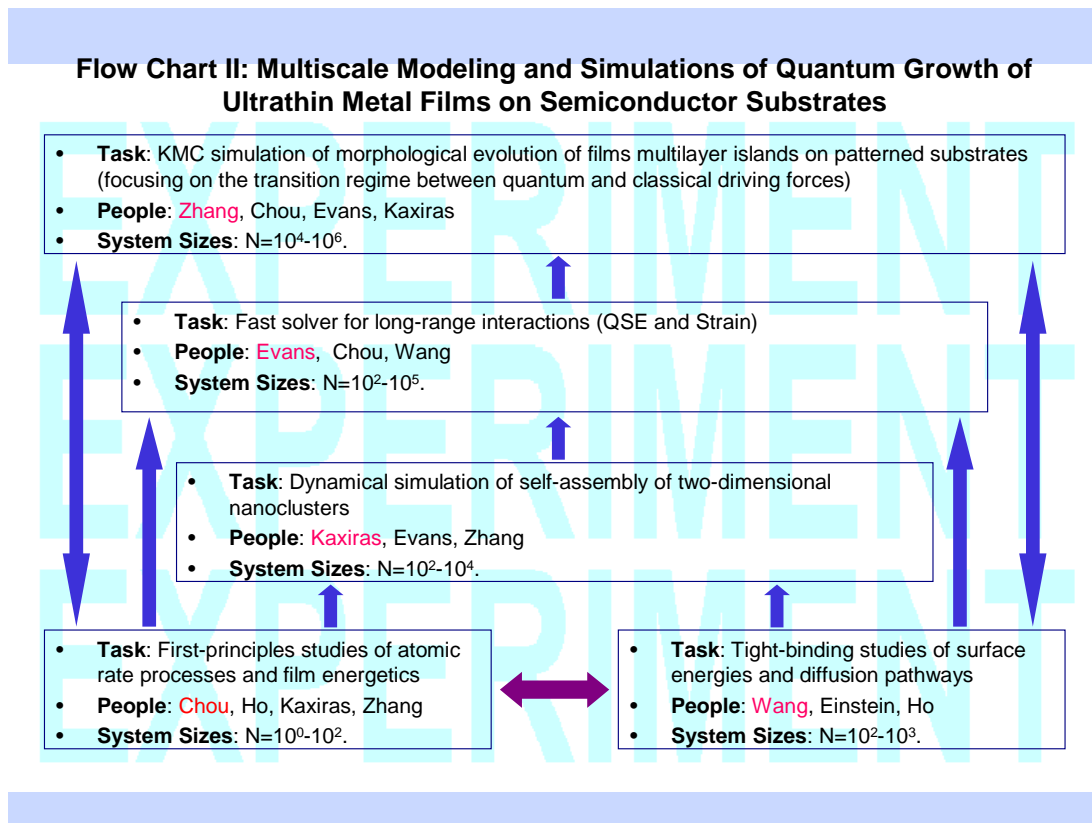 Flow Chart II: Multiscale Modeling and Simulations of Quantum Growth of
Ultrathin Metal Films on Semiconductor Substrates
EXPERIMENT
• Task: KMC simulation of morphological evolution of films multilayer islands on patterned substrates
(focusing on the transition regime between quantum and classical driving forces)
• People: Zhang, Chou, Evans, Kaxiras
• System Sizes: N=10⁴-10⁶.
EXPERIMENT
• Task: Fast solver for long-range interactions (QSE and Strain)
• People: Evans, Chou, Wang
• System Sizes: N=10²-10⁵.
• Task: Dynamical simulation of self-assembly of two-dimensional
nanoclusters
• People: Kaxiras, Evans, Zhang
• System Sizes: N=10²-10⁴.
EXPERIMENT
• Task: First-principles studies of atomic
rate processes and film energetics
• People: Chou, Ho, Kaxiras, Zhang
• System Sizes: N=10⁰-10².
• Task: Tight-binding studies of surface
energies and diffusion pathways
• People: Wang, Einstein, Ho
• System Sizes: N=10²-10³.